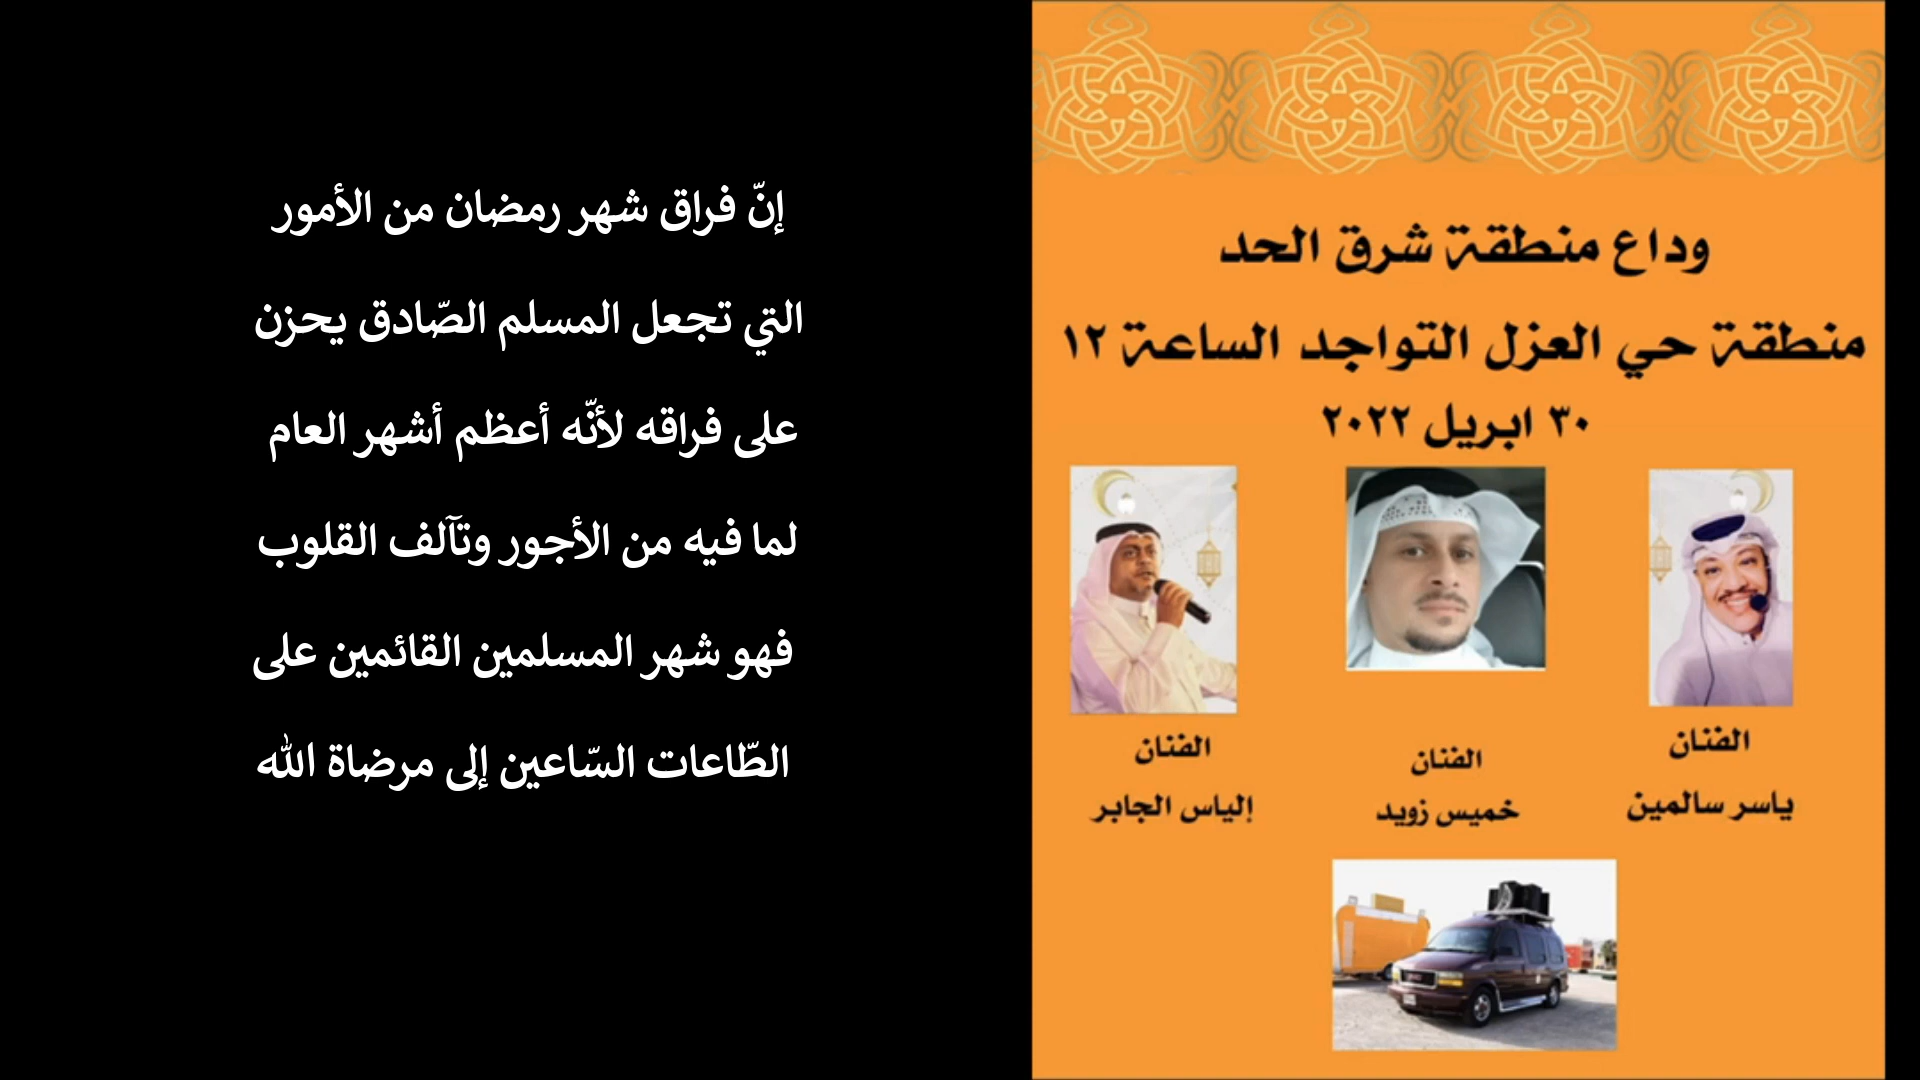 إنّ فراق شهر رمضان من الأمور
التي تجعل المسلم الصّادق يحزن
على فراقه لأنّه أعظم أشهر العام
لما فيه من الأجور وتآلف القلوب
فهو شهر المسلمين القائمين على
الطّاعات السّاعين إلى مرضاة الله
وداع منطقة شرق الحد
منطقة حي العزل التواجد الساعة ١٢
٣٠ ابريل ٢٠٢٢
الفنان
ياسر سالمين
الفنان
خميس زويد
الفنان
إلياس الجابر